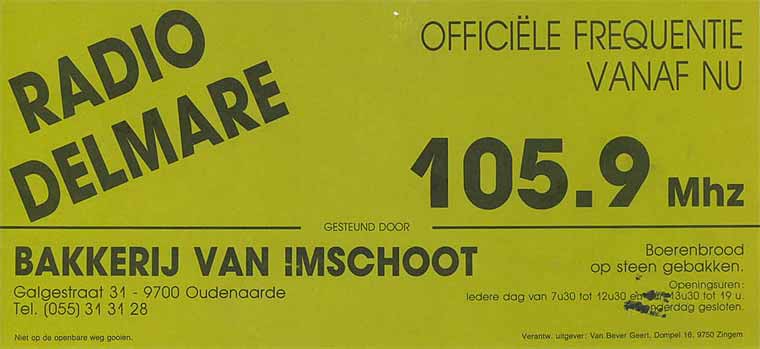 RADIO
DELMARE
OFFICIËLE FREQUENTIE
VANAF NU
105.9 Mhz
GESTEUND DOOR
BAKKERIJ VAN IMSCHOOT
Galgestraat 31 - 9700 Oudenaarde
Tel. (055) 31 31 28
Boerenbrood
op steen gebakken.
Openingsuren:
Iedere dag van 7u30 tot 12u30 en 13u30 tot 19 u.
gesloten.
Niet op de openbare weg gooien.
Verantw. uitgever: Van Bever Geert, Dompel 16, 9750 Zingem